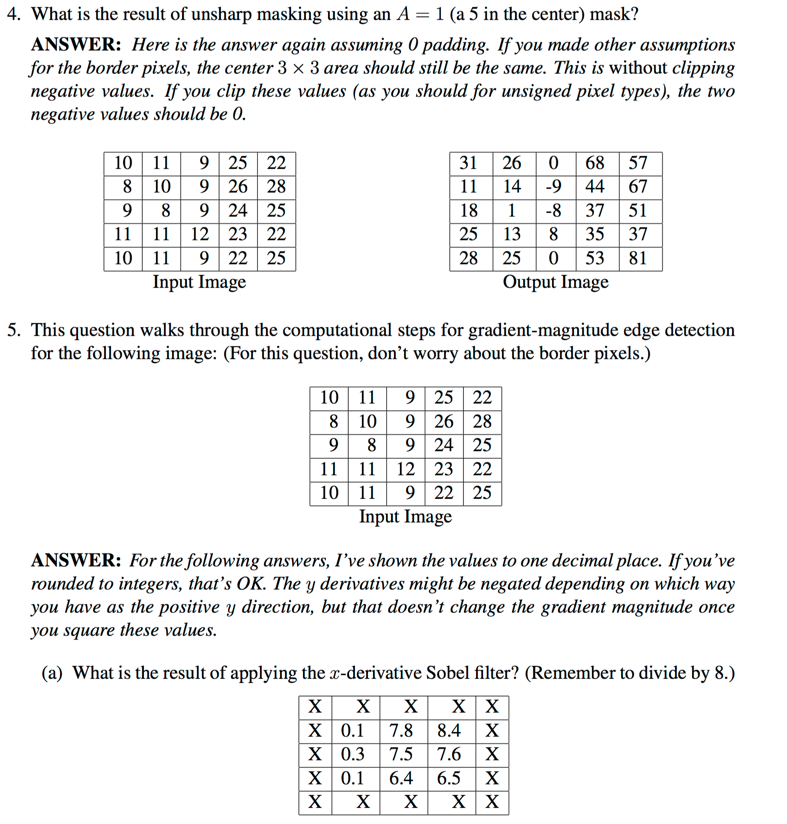 4. What is the result of unsharp masking using an A = 1 (a 5 in the center) mask?
ANSWER: Here is the answer again assuming 0 padding. If you made other assumptions
for the border pixels, the center 3 × 3 area should still be the same. This is without clipping
negative values. If you clip these values (as you should for unsigned pixel types), the two
negative values should be 0.
10 11 9 25 22
8 10 9 26 28
9 8 9 24 25
11 11 12 23 22
10 11 9 22 25
Input Image
31 26 0 68 57
11 14 -9 44 67
18 1 -8 37 51
25 13 8 35 37
28 25 0 53 81
Output Image
5. This question walks through the computational steps for gradient-magnitude edge detection
for the following image: (For this question, don't worry about the border pixels.)
10 11 9 25 22
8 10 9 26 28
9 8 9 24 25
11 11 12 23 22
10 11 9 22 25
Input Image
ANSWER: For the following answers, I've shown the values to one decimal place. If you've
rounded to integers, that's OK. The y derivatives might be negated depending on which way
you have as the positive y direction, but that doesn't change the gradient magnitude once
you square these values.
(a) What is the result of applying the x-derivative Sobel filter? (Remember to divide by 8.)
X X X X X
X 0.1 7.8 8.4 X
X 0.3 7.5 7.6 X
X 0.1 6.4 6.5 X
X X X X X